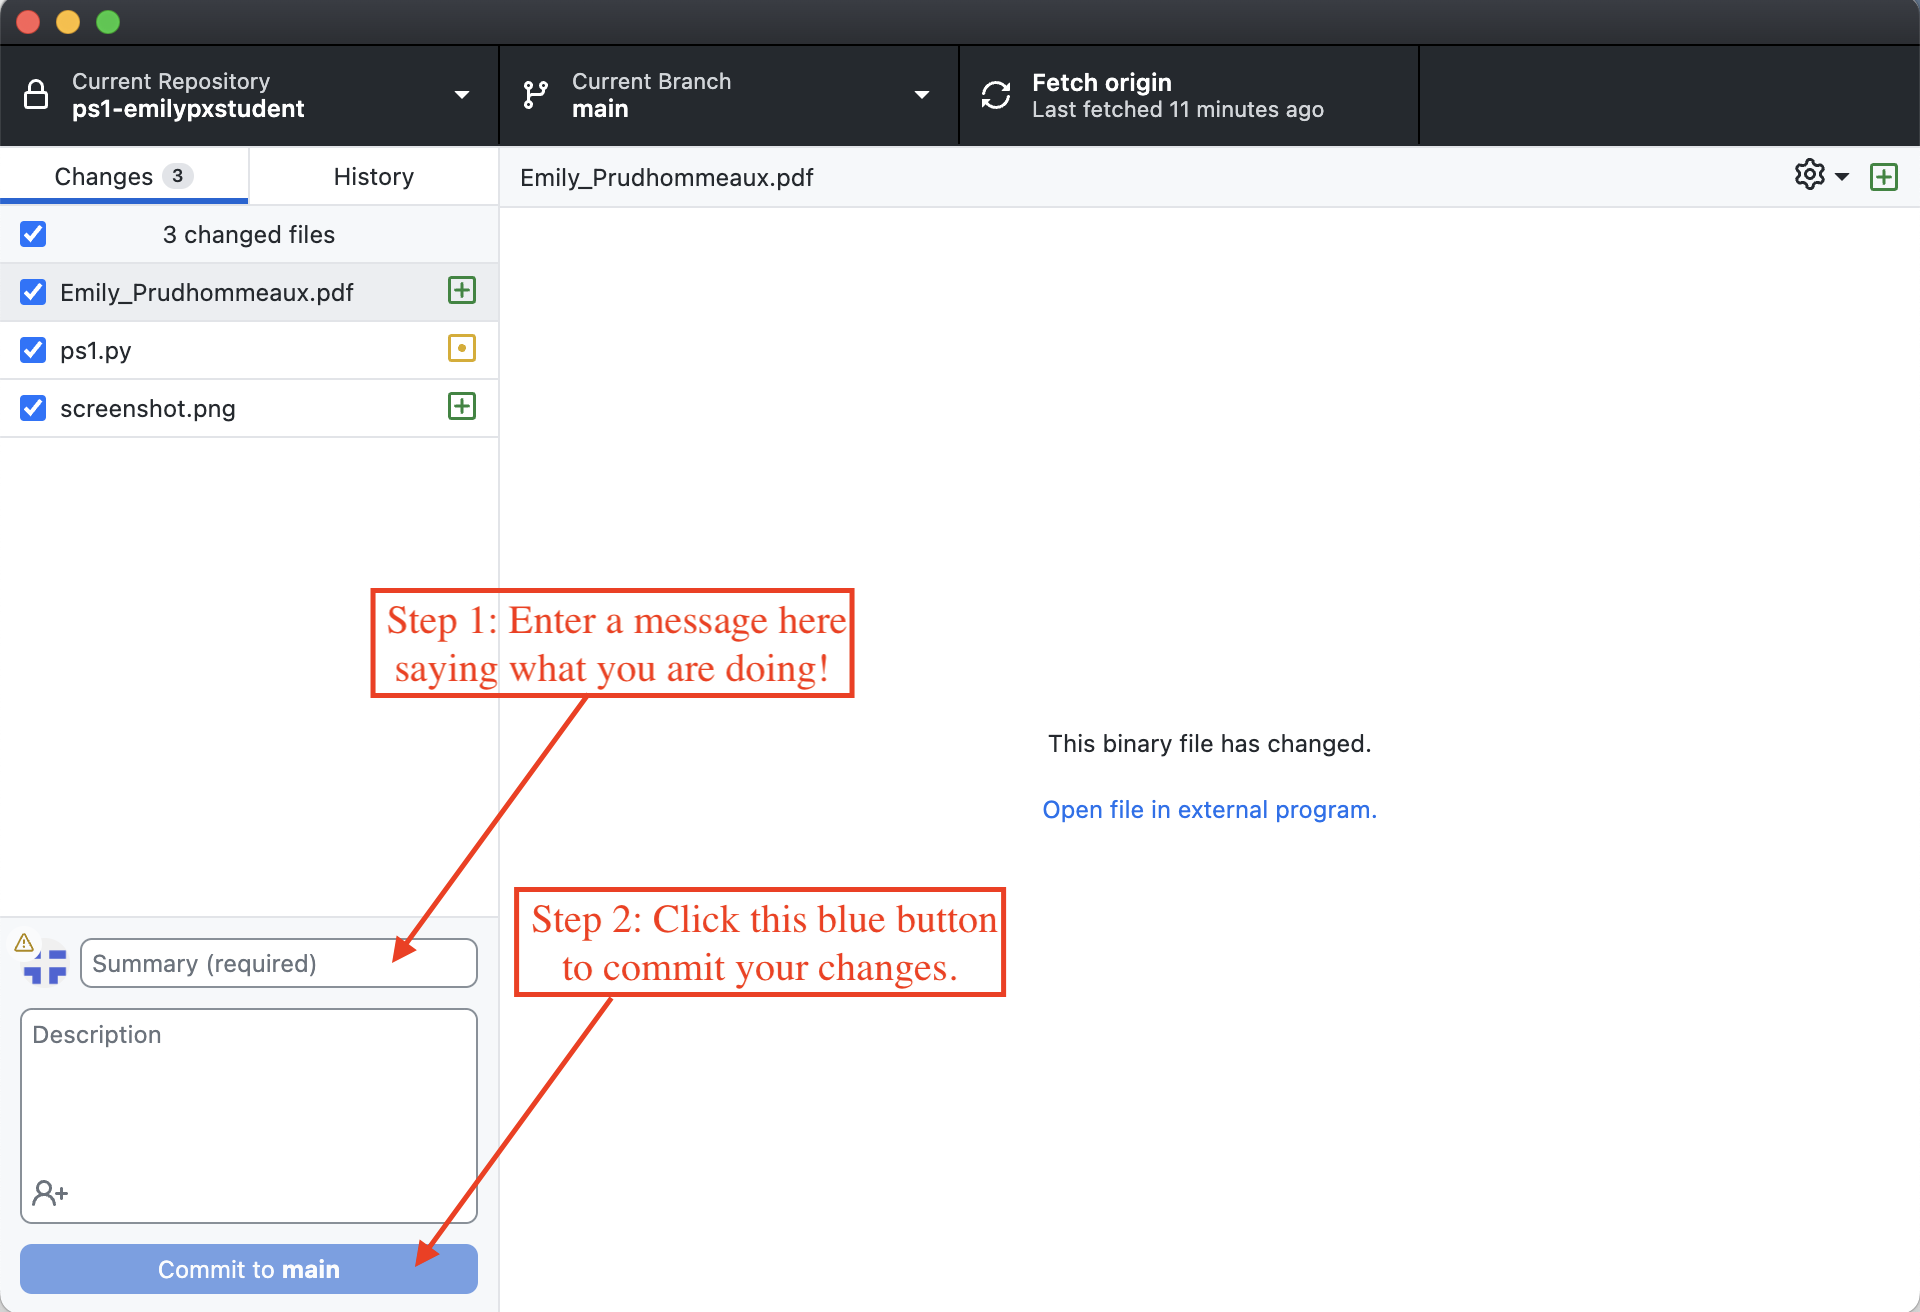 Current Repository
ps1-emilypxstudent
Current Branch
main
Fetch origin
Last fetched 11 minutes ago
Changes 3
History
Emily_Prudhommeaux.pdf
3 changed files
Emily_Prudhommeaux.pdf
ps1.py
screenshot.png
Step 1: Enter a message here
saying what you are doing!
This binary file has changed.
Open file in external program.
Step 2: Click this blue button
to commit your changes.
Summary (required)
Description
Commit to main